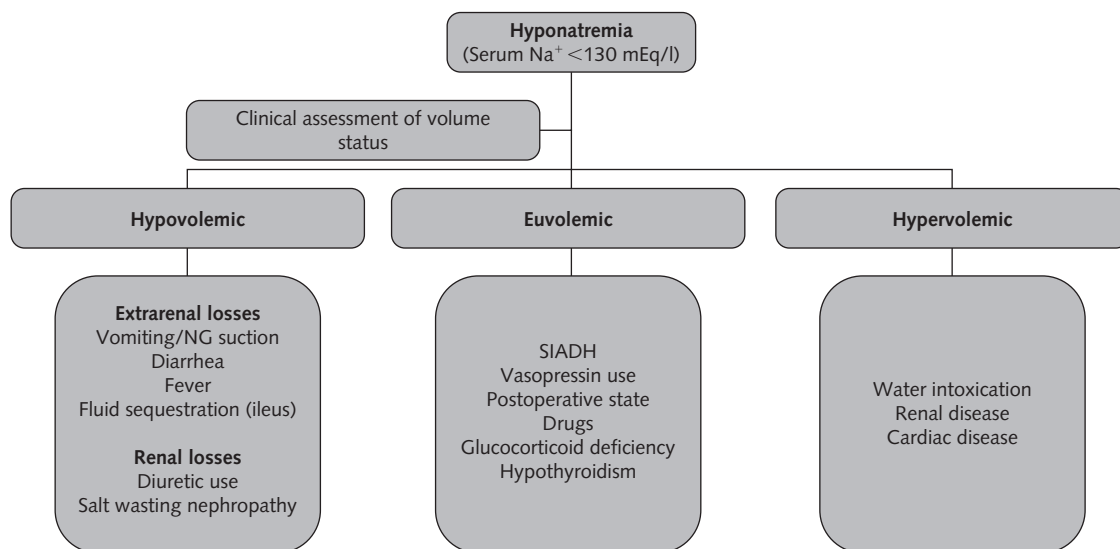 Hyponatremia
(Serum Na⁺ <130 mEq/l)
Clinical assessment of volume
status
Hypovolemic
Euvolemic
Hypervolemic
Extrarenal losses
Vomiting/NG suction
Diarrhea
Fever
Fluid sequestration (ileus)
Renal losses
Diuretic use
Salt wasting nephropathy
SIADH
Vasopressin use
Postoperative state
Drugs
Glucocorticoid deficiency
Hypothyroidism
Water intoxication
Renal disease
Cardiac disease